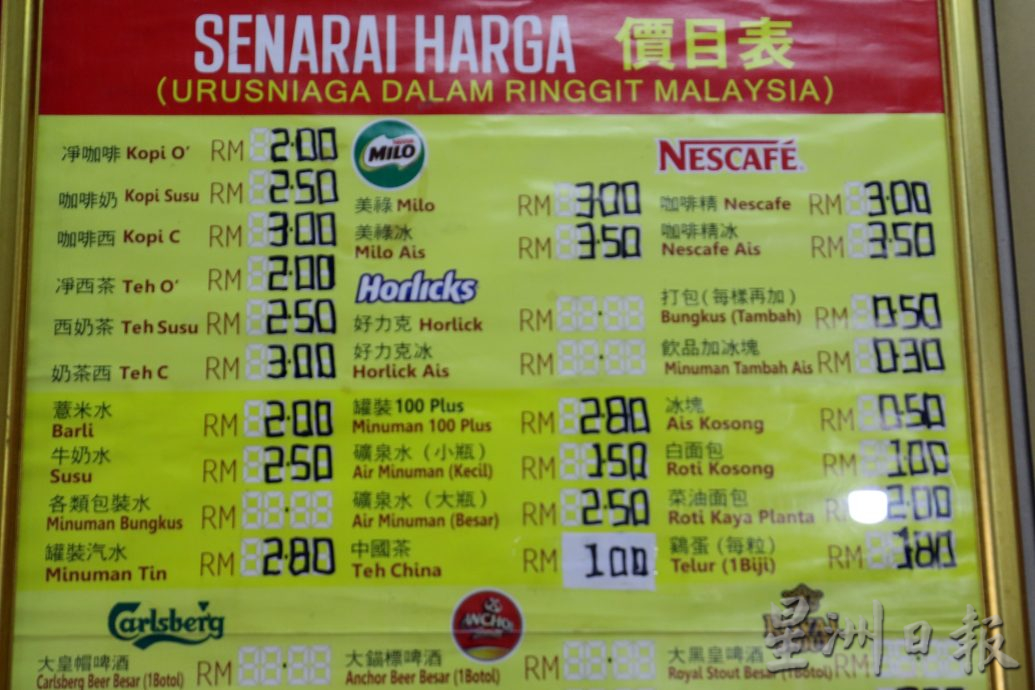 SENARAI HARGA 價目表
(URUSNIAGA DALAM RINGGIT MALAYSIA)
凈咖啡 Kopi O' RM 2.00
咖啡奶 Kopi Susu RM 2.50
咖啡西 Kopi C RM 3.00
凈西茶 Teh O' RM 2.00
西奶茶 Teh Susu RM 2.50
奶茶西 Teh C RM 3.00
薏米水
Barli RM 2.00
牛奶水
Susu RM 2.50
各類包裝水
Minuman Bungkus RM
罐裝汽水
Minuman Tin RM 2.80
MILO
美祿 Milo RM 3.00
美祿冰
Milo Ais RM 3.50
Horlicks
好力克 Horlick RM
好力克冰
Horlick Ais RM
罐裝 100 Plus
Minuman 100 Plus RM 2.80
礦泉水（小瓶）
Air Minuman (Kecil) RM 1.50
礦泉水（大瓶）
Air Minuman (Besar) RM 2.50
中國茶
Teh China RM 1.00
NESCAFÉ
咖啡精 Nescafe RM 3.00
咖啡精冰
Nescafe Ais RM 3.50
打包（每樣再加）
Bungkus (Tambah) RM 0.50
飲品加冰塊
Minuman Tambah Ais RM 0.30
冰塊
Ais Kosong RM 0.50
白面包
Roti Kosong RM 1.00
菜油面包
Roti Kaya Planta RM 2.00
鷄蛋（每粒）
Telur (1Biji) RM 1.80
Carlsberg
大皇帽啤酒
Carlsberg Beer Besar (1Botol) RM
ANCHOR
大錨標啤酒
Anchor Beer Besar (1Botol) RM
大黑皇啤酒
Royal Stout Besar (1Botol) RM
星洲日報